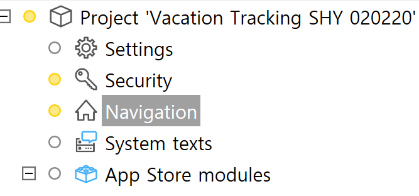 Project 'Vacation Tracking SHY 020220'
Settings
Security
Navigation
System texts
App Store modules